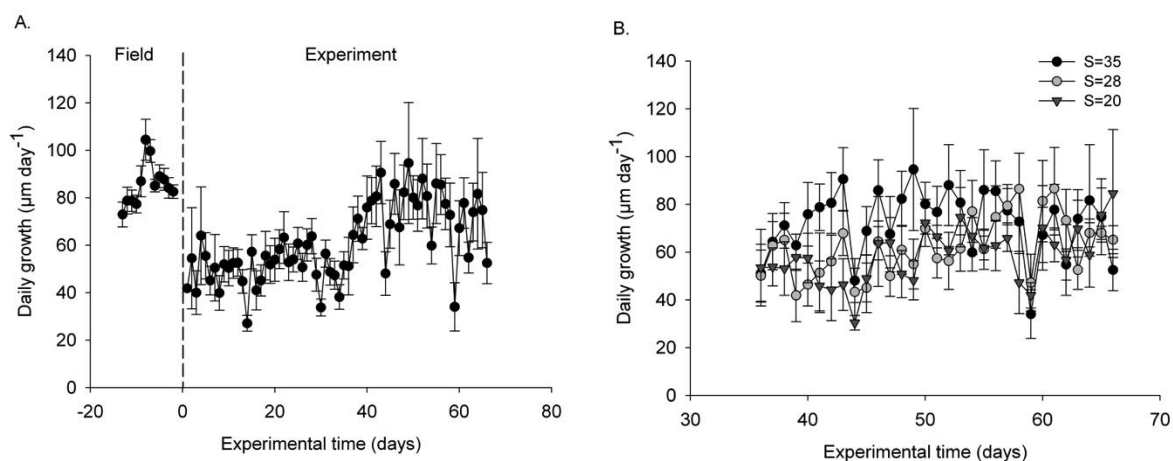 A.
Field Experiment
140
120
100
80
60
40
20
0
-20 0 20 40 60 80
Daily growth (µm day-1)
Experimental time (days)
B.
S=35
S=28
S=20
140
120
100
80
60
40
20
0
30 40 50 60 70
Daily growth (µm day-1)
Experimental time (days)